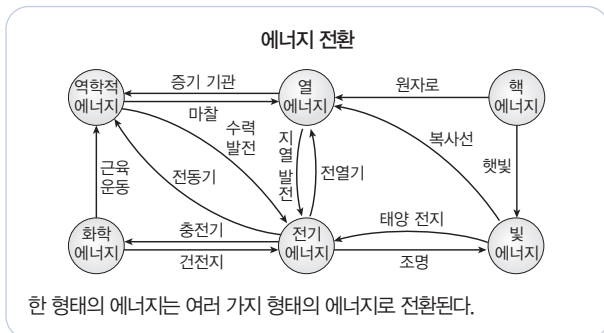 에너지 전환
역학적
에너지
증기 기관
마찰
열
에너지
원자로
핵
에너지
수력
발전
지열 발전
전열기
복사선
햇빛
근육
운동
전동기
화학
에너지
충전기
건전지
전기
에너지
태양 전지
조명
빛
에너지
한 형태의 에너지는 여러 가지 형태의 에너지로 전환된다.